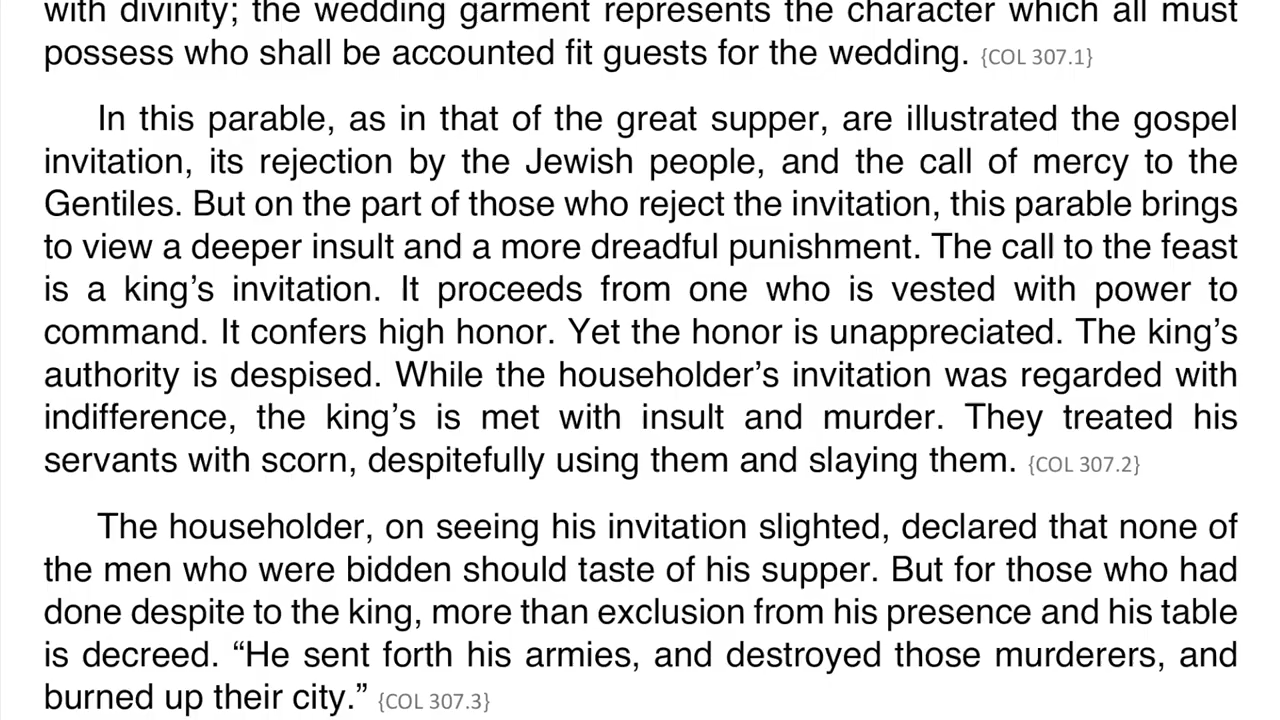 with divinity; the wedding garment represents the character which all must
possess who shall be accounted fit guests for the wedding. {COL 307.1}
In this parable, as in that of the great supper, are illustrated the gospel
invitation, its rejection by the Jewish people, and the call of mercy to the
Gentiles. But on the part of those who reject the invitation, this parable brings
to view a deeper insult and a more dreadful punishment. The call to the feast
is a king’s invitation. It proceeds from one who is vested with power to
command. It confers high honor. Yet the honor is unappreciated. The king’s
authority is despised. While the householder’s invitation was regarded with
indifference, the king’s is met with insult and murder. They treated his
servants with scorn, despitefully using them and slaying them. {COL 307.2}
The householder, on seeing his invitation slighted, declared that none of
the men who were bidden should taste of his supper. But for those who had
done despite to the king, more than exclusion from his presence and his table
is decreed. “He sent forth his armies, and destroyed those murderers, and
burned up their city.” {COL 307.3}